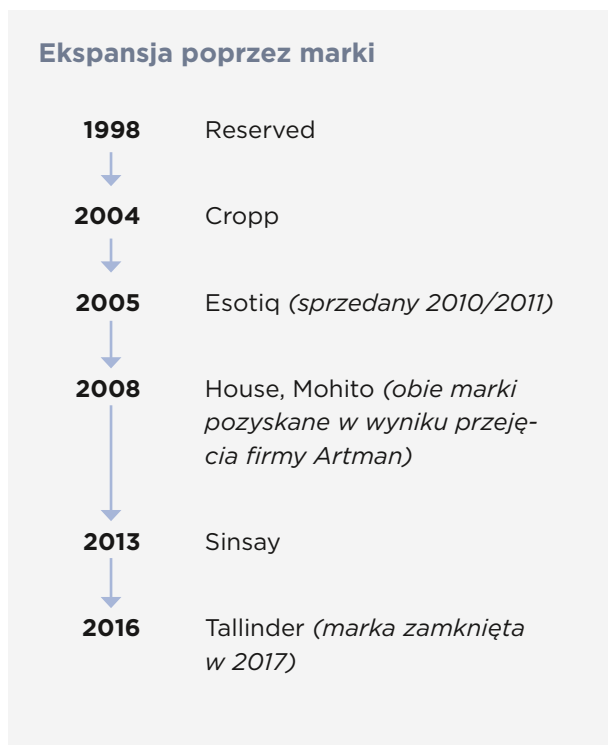 Ekspansja poprzez marki
1998 Reserved
2004 Cropp
2005 Esotiq (sprzedany 2010/2011)
2008 House, Mohito (obie marki
pozyskane w wyniku przeję-
cia firmy Artman)
2013 Sinsay
2016 Tallinder (marka zamknięta
w 2017)